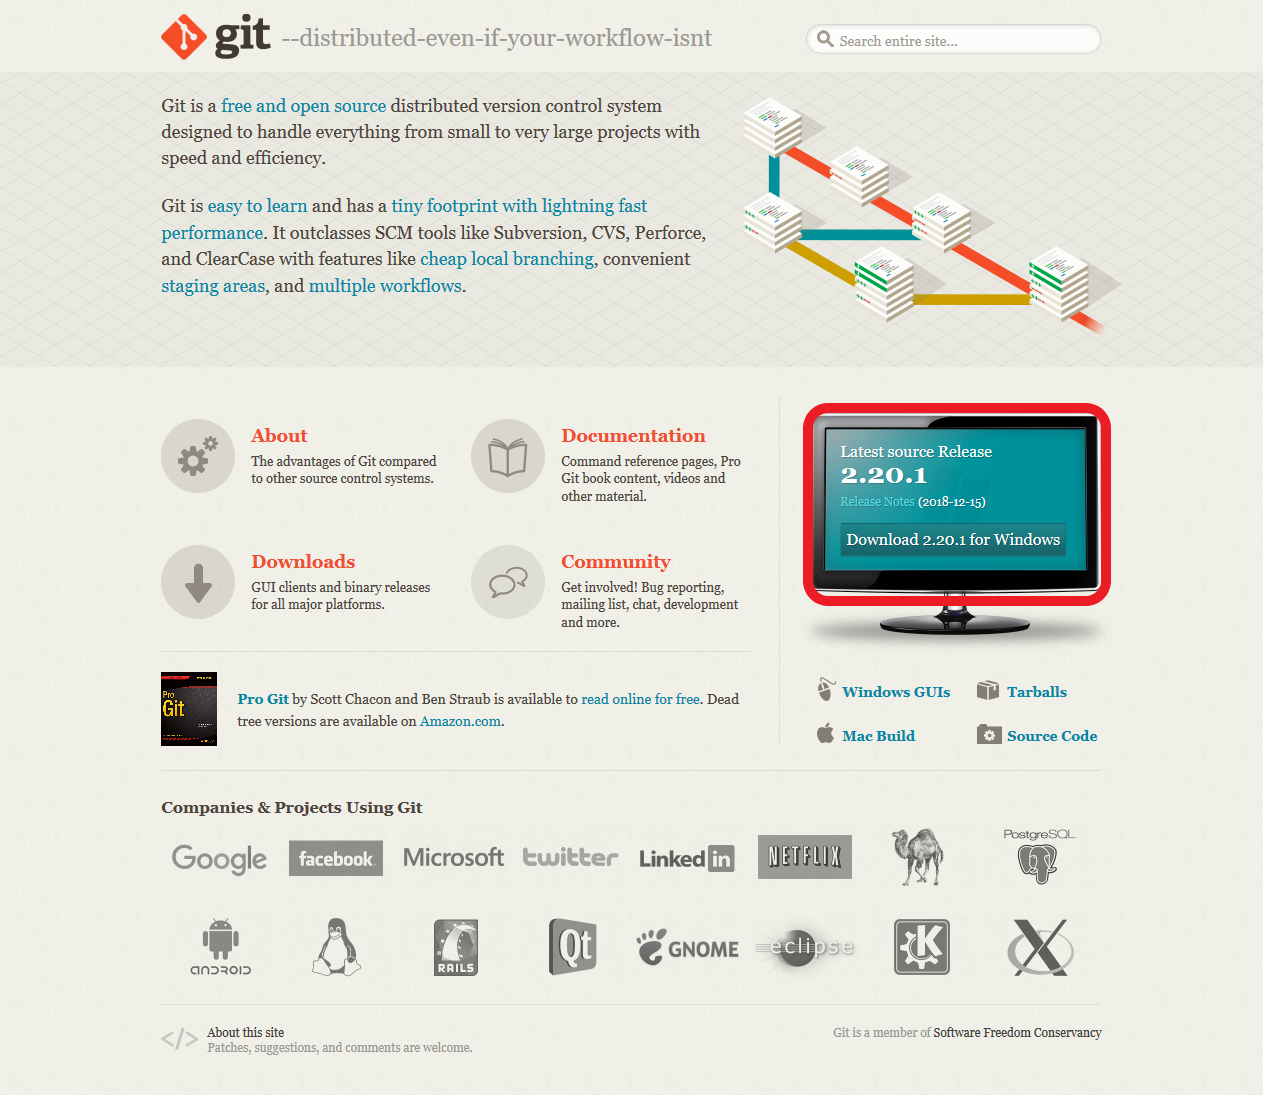 git --distributed-even-if-your-workflow-isnt
Search entire site...
Git is a free and open source distributed version control system
designed to handle everything from small to very large projects with
speed and efficiency.
Git is easy to learn and has a tiny footprint with lightning fast
performance. It outclasses SCM tools like Subversion, CVS, Perforce,
and ClearCase with features like cheap local branching, convenient
staging areas, and multiple workflows.
About
The advantages of Git compared
to other source control systems.
Documentation
Command reference pages, Pro
Git book content, videos and
other material.
Downloads
GUI clients and binary releases
for all major platforms.
Community
Get involved! Bug reporting,
mailing list, chat, development
and more.
Latest source Release
2.20.1
Release Notes (2018-12-15)
Download 2.20.1 for Windows
Pro
Git
Pro Git by Scott Chacon and Ben Straub is available to read online for free. Dead
tree versions are available on Amazon.com.
Windows GUIs
Tarballs
Mac Build
Source Code
Companies & Projects Using Git
Google
facebook
Microsoft
twitter
Linked in
NETFLIX
PostgreSQL
ANDROID
RAILS
Qt
GNOME
eclipse
K
X
</> About this site
Patches, suggestions, and comments are welcome.
Git is a member of Software Freedom Conservancy